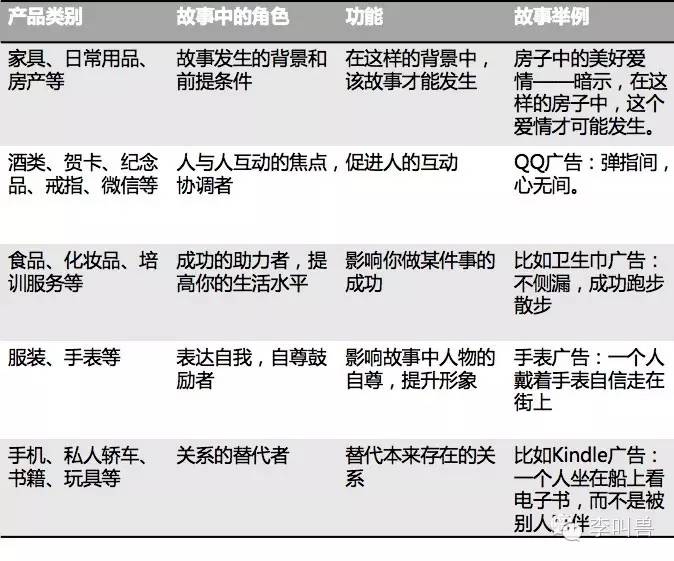 产品类别 故事中的角色 功能 故事举例
家具、日常用品、 故事发生的背景和 在这样的背景中, 房子中的美好爱
房产等 前提条件 该故事才能发生 情——暗示,在这
样的房子中,这个
爱情才可能发生。
酒类、贺卡、纪念 人与人互动的焦点, 促进人的互动 QQ广告:弹指间,
品、戒指、微信等 协调者 心无间。
食品、化妆品、培 成功的助力者,提 影响你做某件事的 比如卫生巾广告:
训服务等 高你的生活水平 成功 不侧漏,成功跑步
散步
服装、手表等 表达自我,自尊鼓 影响故事中人物的 手表广告:一个人
励者 自尊,提升形象 戴着手表自信走在
街上
手机、私人轿车、 关系的替代者 替代本来存在的关 比如Kindle广告:
书籍、玩具等 系 一个人坐在船上看
电子书,而不是被
别人 伴
李叫兽